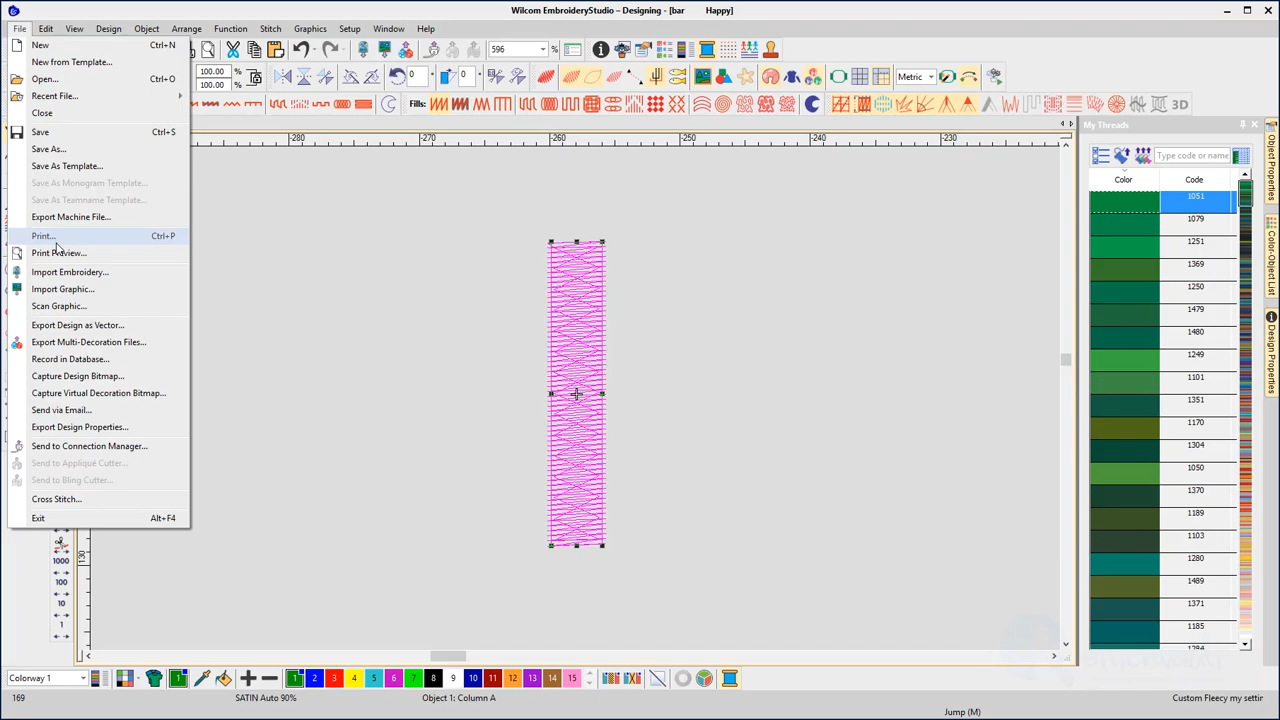 Wilcom EmbroideryStudio – Designing - [bar Happy]
File Edit View Design Object Arrange Function Stitch Graphics Setup Window Help
New Ctrl+N
New from Template...
Open... Ctrl+O
Recent File...
Close
Save Ctrl+S
Save As...
Save As Template...
Save As Monogram Template...
Save As Teamname Template...
Export Machine File...
Print... Ctrl+P
Print Preview...
Import Embroidery...
Import Graphic...
Scan Graphic...
Export Design as Vector...
Export Multi-Decoration Files...
Record in Database...
Capture Design Bitmap...
Capture Virtual Decoration Bitmap...
Send via Email...
Export Design Properties...
Send to Connection Manager...
Send to Appliqué Cutter...
Send to Bling Cutter...
Cross Stitch...
Exit Alt+F4
596
100.00 %
100.00 %
0
0
Metric
Fills:
3D
-280 -270 -260 -250 -240 -230
130
1000
100
10
1
My Threads
Type code or name
Color Code
1051
1079
1251
1369
1250
1479
1480
1249
1101
1351
1170
1304
1050
1370
1189
1103
1280
1489
1371
1185
1284
Object Properties
Color-Object List
Design Properties
Colorway 1
1 1 2 3 4 5 6 7 8 9 10 11 12 13 14 15
169 SATIN Auto 90% Object 1: Column A Custom Fleecy my settir
Jump (M)